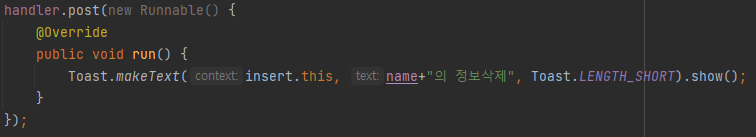 handler.post(new Runnable() {
    @Override
    public void run() {
        Toast.makeText( context: insert.this, text: name+"의 정보삭제", Toast.LENGTH_SHORT).show();
    }
});